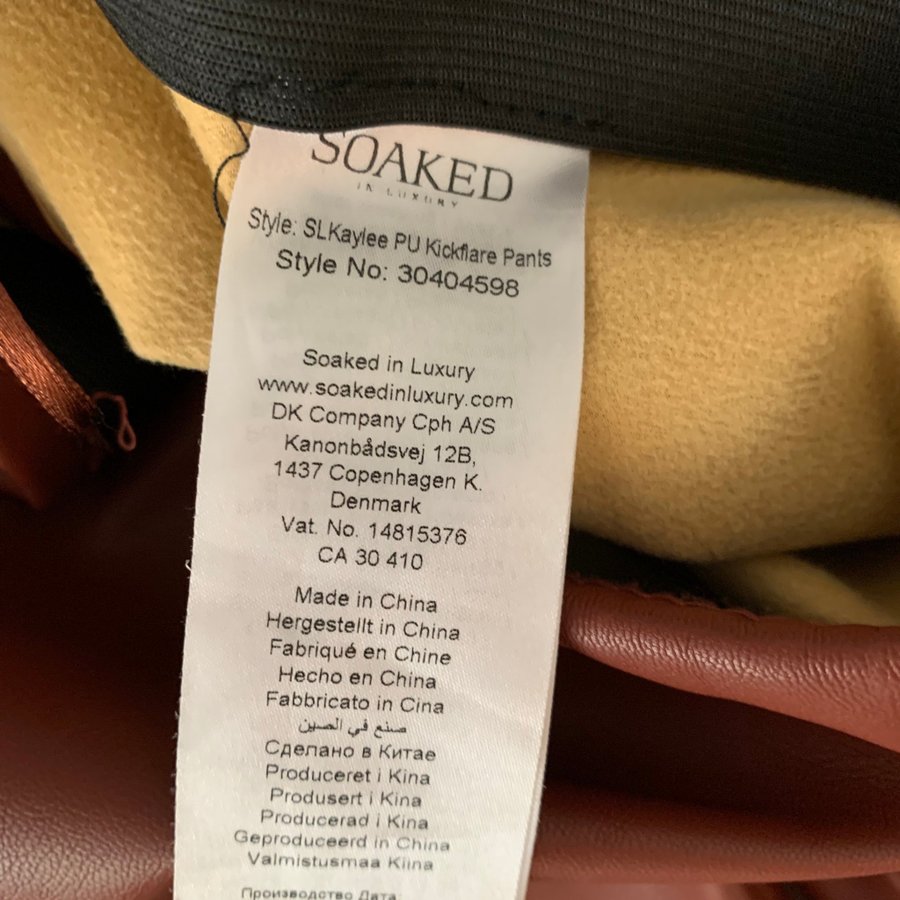 SOAKED
IN LUXURY
Style: SLKaylee PU Kickflare Pants
Style No: 30404598
Soaked in Luxury
www.soakedinluxury.com
DK Company Cph A/S
Kanonbådsvej 12B,
1437 Copenhagen K.
Denmark
Vat. No. 14815376
CA 30 410
Made in China
Hergestellt in China
Fabriqué en Chine
Hecho en China
Fabbricato in Cina
صنع في الصين
Сделано в Китае
Produceret i Kina
Produsert i Kina
Producerad i Kina
Geproduceerd in China
Valmistusmaa Kiina
Производство Дата: